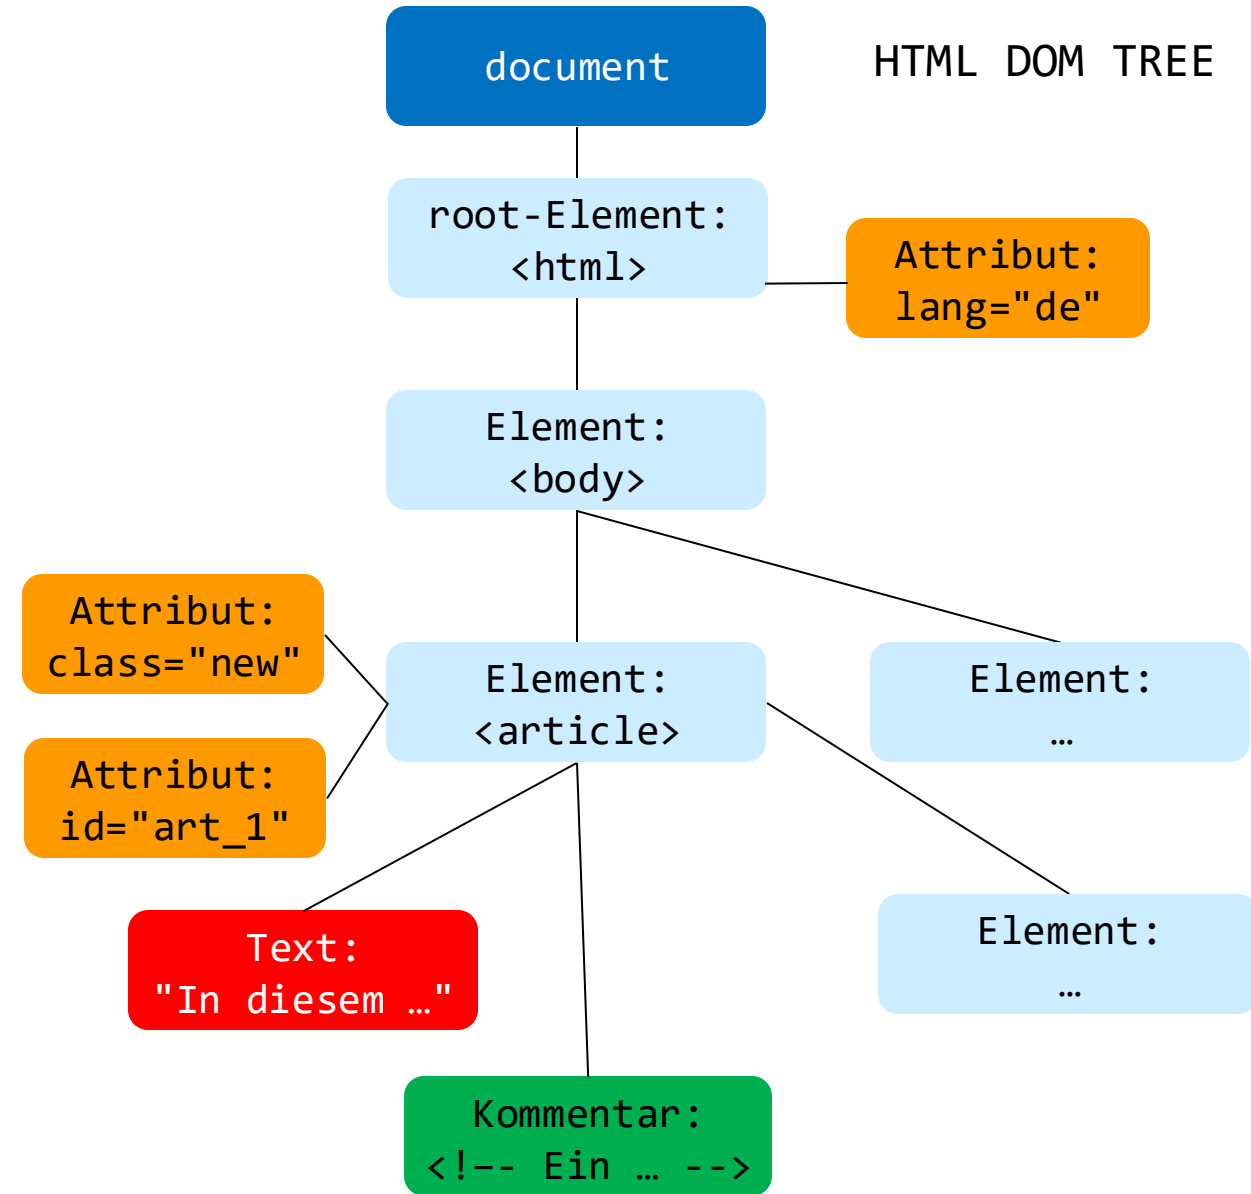 document
HTML DOM TREE
root-Element:
<html>
Attribut:
lang="de"
Element:
<body>
Attribut:
class="new"
Element:
<article>
Element:
…
Attribut:
id="art_1"
Text:
"In diesem …"
Element:
…
Kommentar:
<!–- Ein … -->